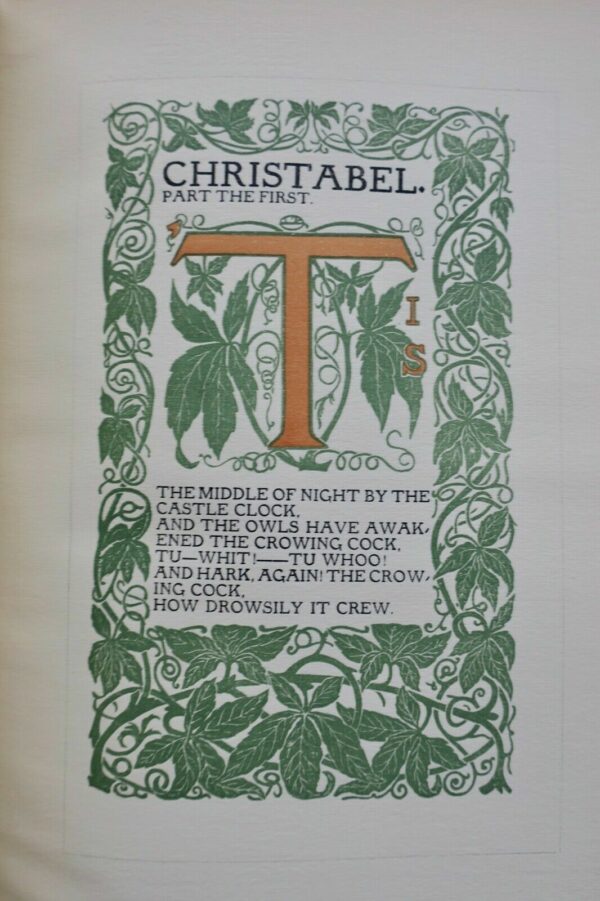 CHRISTABEL.
PART THE FIRST.
'TIS
THE MIDDLE OF NIGHT BY THE
CASTLE CLOCK,
AND THE OWLS HAVE AWAK-
ENED THE CROWING COCK,
TU—WHIT!——TU WHOO!
AND HARK, AGAIN! THE CROW-
ING COCK,
HOW DROWSILY IT CREW.